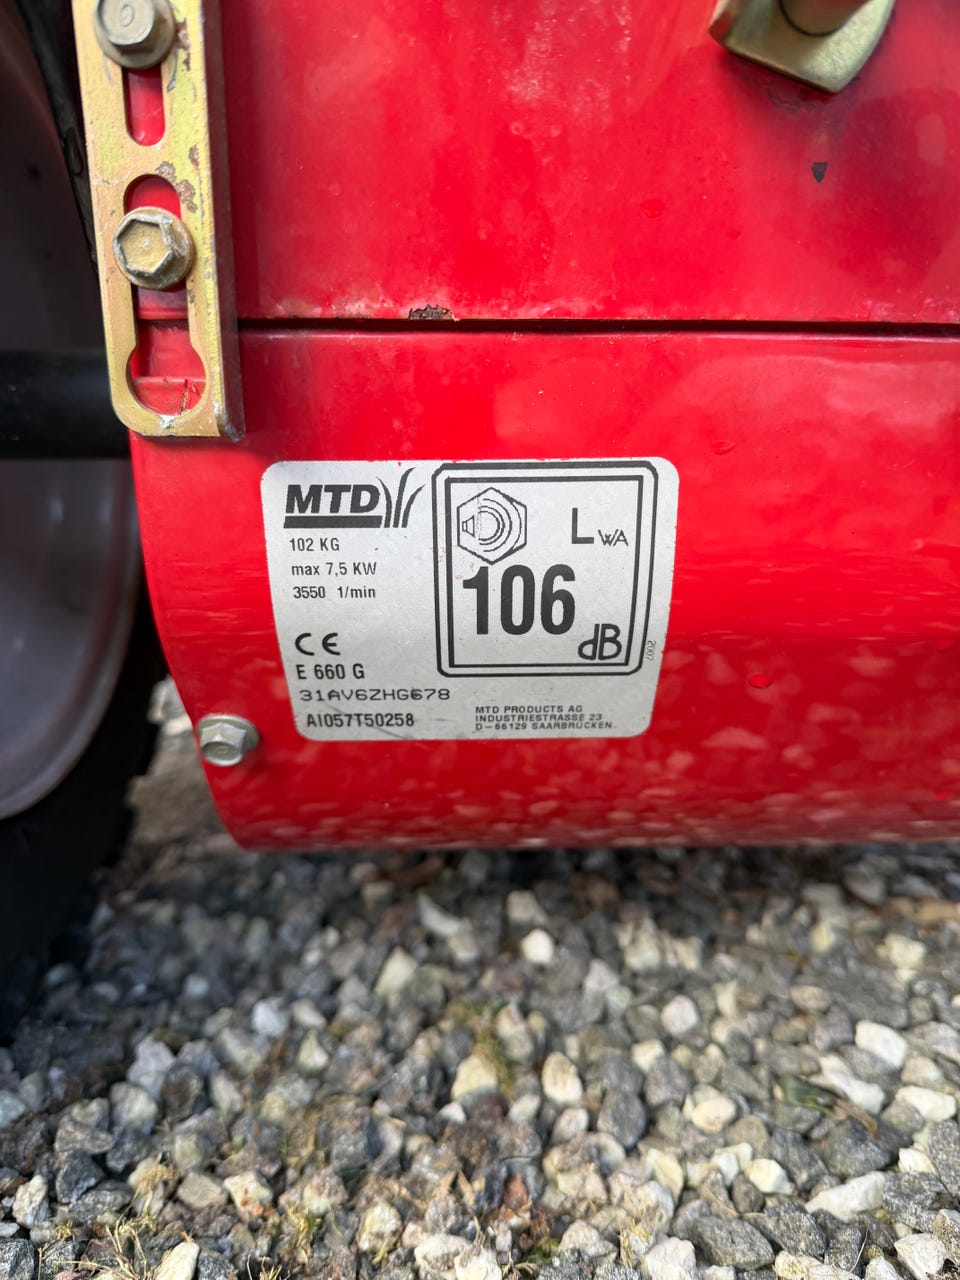 MTD
102 KG
max 7,5 KW
3550 1/min
CE
E 660 G
31AV6ZHG678
AI057T50258
LWA
106
dB
2007
MTD PRODUCTS AG
INDUSTRIESTRASSE 23
D-66129 SAARBRÜCKEN